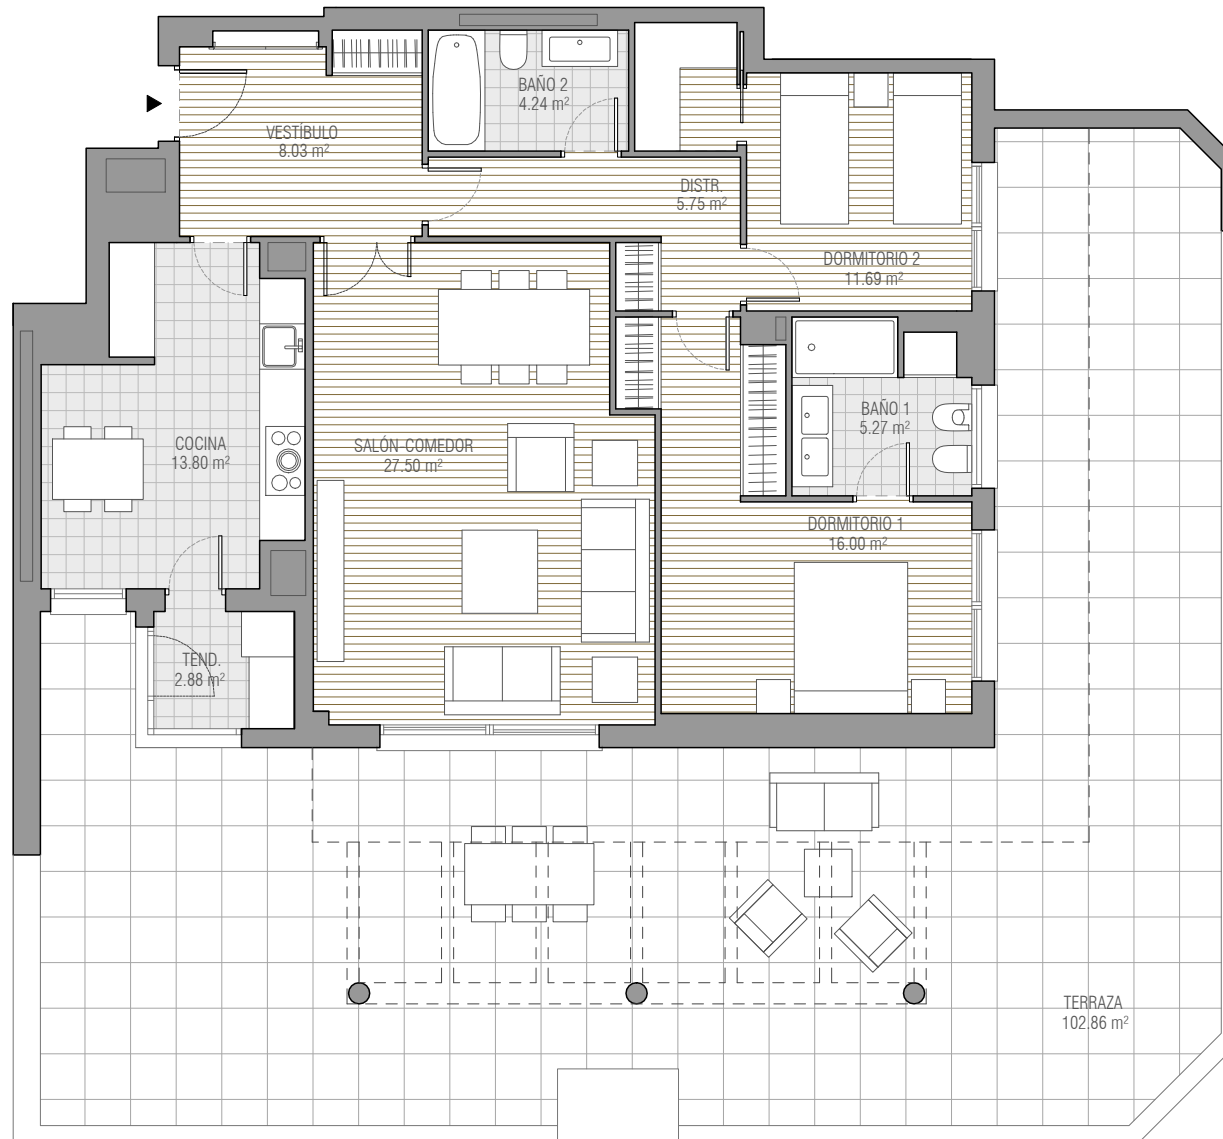 BAÑO 2
4.24 m²
VESTÍBULO
8.03 m²
DISTR.
5.75 m²
DORMITORIO 2
11.69 m²
BAÑO 1
5.27 m²
COCINA
13.80 m²
SALÓN-COMEDOR
27.50 m²
DORMITORIO 1
16.00 m²
TEND.
2.88 m²
TERRAZA
102.86 m²